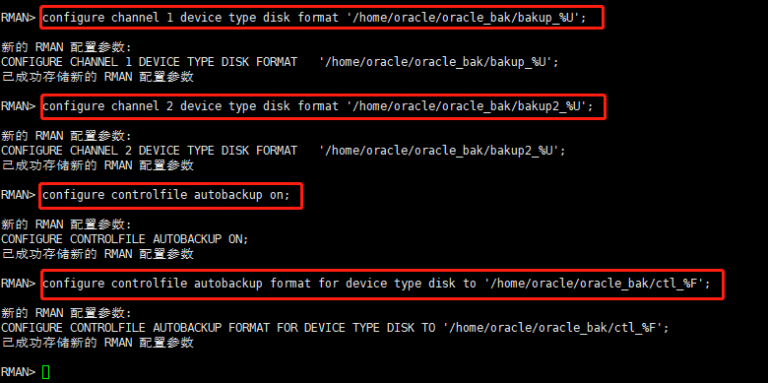 RMAN> configure channel 1 device type disk format '/home/oracle/oracle_bak/bakup_%U';
新的 RMAN 配置参数:
CONFIGURE CHANNEL 1 DEVICE TYPE DISK FORMAT   '/home/oracle/oracle_bak/bakup_%U';
已成功存储新的 RMAN 配置参数
RMAN> configure channel 2 device type disk format '/home/oracle/oracle_bak/bakup2_%U';
新的 RMAN 配置参数:
CONFIGURE CHANNEL 2 DEVICE TYPE DISK FORMAT   '/home/oracle/oracle_bak/bakup2_%U';
已成功存储新的 RMAN 配置参数
RMAN> configure controlfile autobackup on;
新的 RMAN 配置参数:
CONFIGURE CONTROLFILE AUTOBACKUP ON;
已成功存储新的 RMAN 配置参数
RMAN> configure controlfile autobackup format for device type disk to '/home/oracle/oracle_bak/ctl_%F';
新的 RMAN 配置参数:
CONFIGURE CONTROLFILE AUTOBACKUP FORMAT FOR DEVICE TYPE DISK TO '/home/oracle/oracle_bak/ctl_%F';
已成功存储新的 RMAN 配置参数
RMAN>